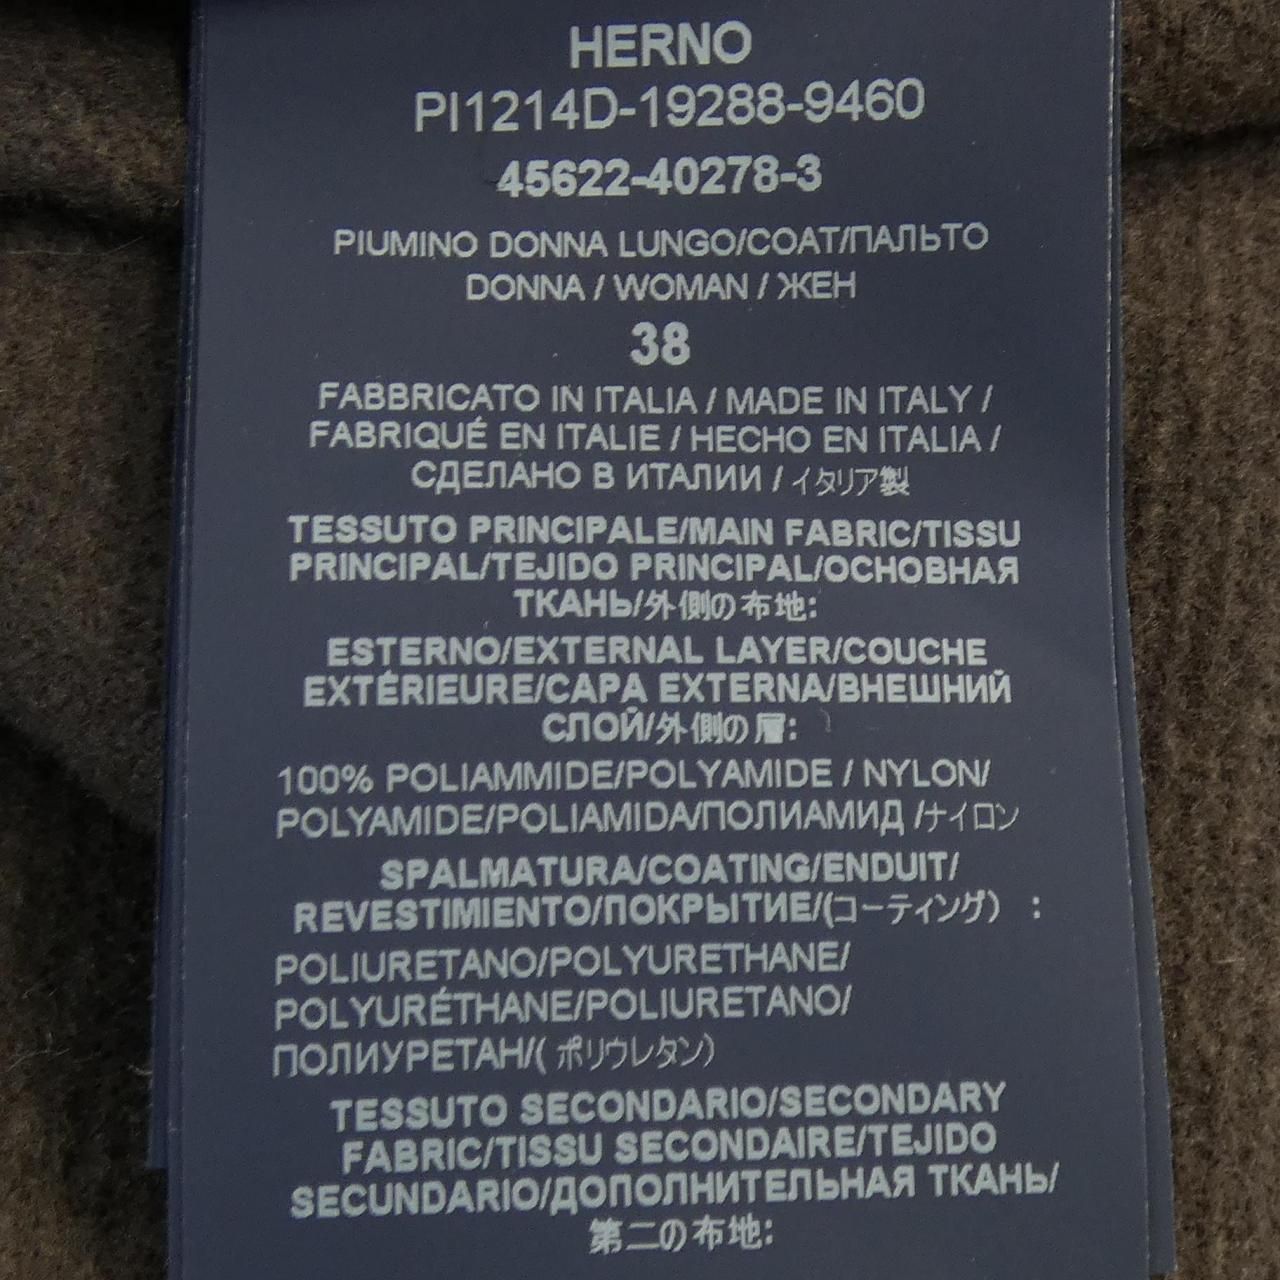 HERNO
PI1214D-19288-9460
45622-40278-3
PIUMINO DONNA LUNGO/COAT/ПАЛЬТО
DONNA / WOMAN / ЖЕН
38
FABBRICATO IN ITALIA / MADE IN ITALY /
FABRIQUÉ EN ITALIE / HECHO EN ITALIA /
СДЕЛАНО В ИТАЛИИ / イタリア製
TESSUTO PRINCIPALE/MAIN FABRIC/TISSU
PRINCIPAL/TEJIDO PRINCIPAL/ОСНОВНАЯ
ТКАНЬ/外側の布地:
ESTERNO/EXTERNAL LAYER/COUCHE
EXTÉRIEURE/CAPA EXTERNA/ВНЕШНИЙ
СЛОЙ/外側の層:
100% POLIAMMIDE/POLYAMIDE / NYLON/
POLYAMIDE/POLIAMIDA/ПОЛИАМИД /ナイロン
SPALMATURA/COATING/ENDUIT/
REVESTIMIENTO/ПОКРЫТИЕ/(コーティング) :
POLIURETANO/POLYURETHANE/
POLYURÉTHANE/POLIURETANO/
ПОЛИУРЕТАН/( ポリウレタン)
TESSUTO SECONDARIO/SECONDARY
FABRIC/TISSU SECONDAIRE/TEJIDO
SECUNDARIO/ДОПОЛНИТЕЛЬНАЯ ТКАНЬ/
第二の布地: